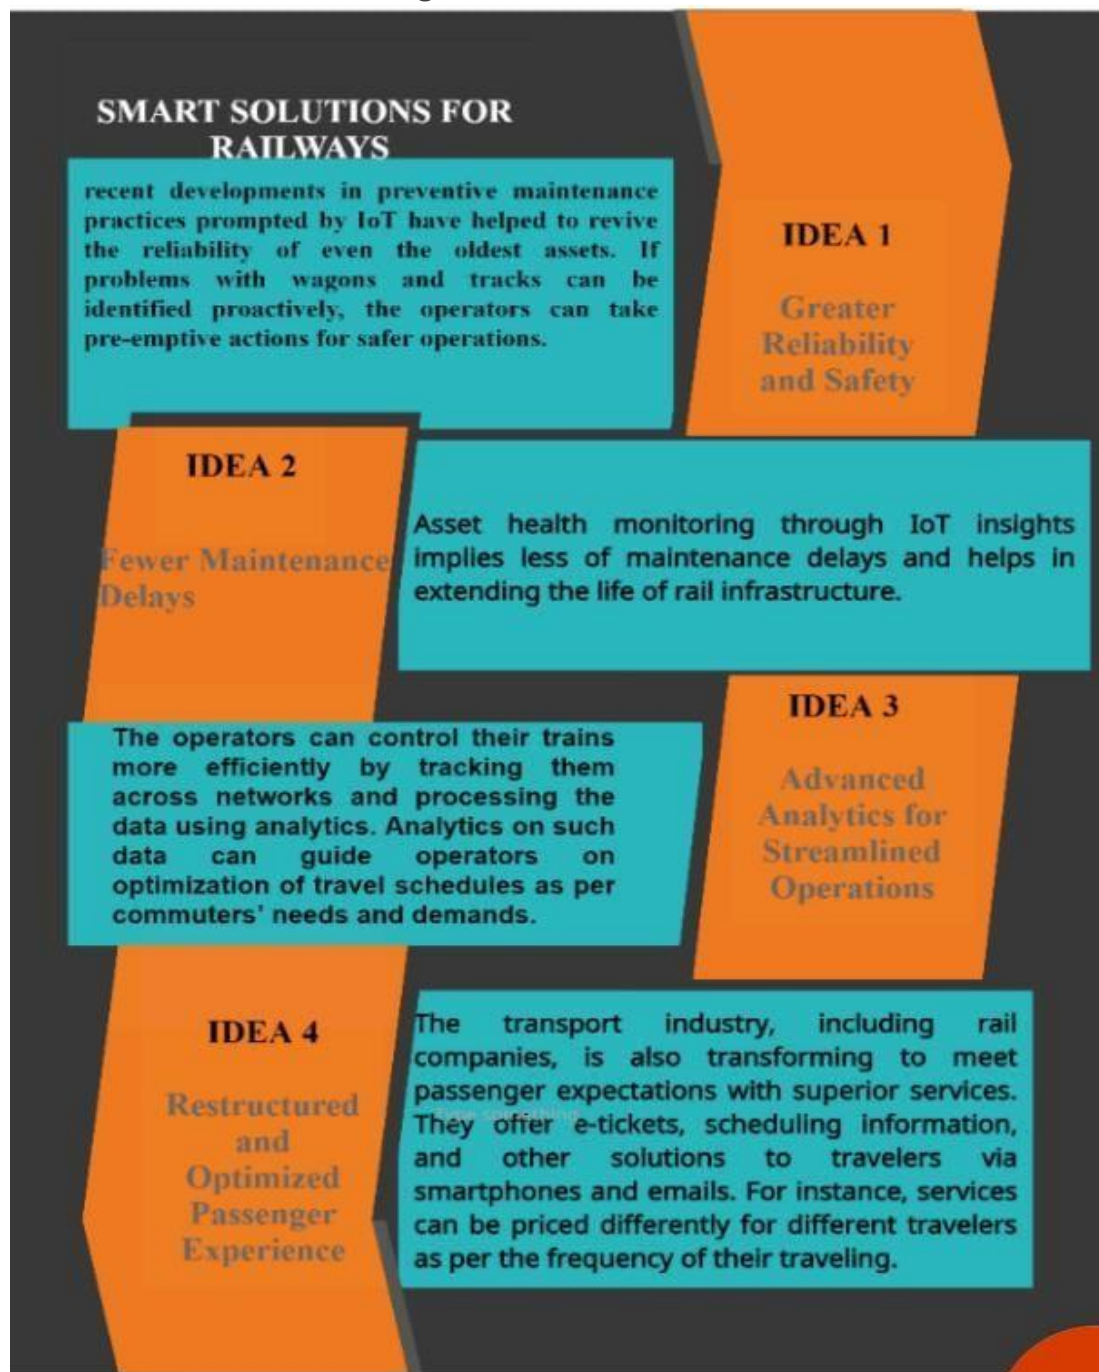 SMART SOLUTIONS FOR
RAILWAYS
recent developments in preventive maintenance
practices prompted by IoT have helped to revive
the reliability of even the oldest assets. If
problems with wagons and tracks can be
identified proactively, the operators can take
pre-emptive actions for safer operations.
IDEA 1
Greater
Reliability
and Safety
IDEA 2
Fewer Maintenance
Delays
Asset health monitoring through IoT insights
implies less of maintenance delays and helps in
extending the life of rail infrastructure.
IDEA 3
Advanced
Analytics for
Streamlined
Operations
The operators can control their trains
more efficiently by tracking them
across networks and processing the
data using analytics. Analytics on such
data can guide operators on
optimization of travel schedules as per
commuters' needs and demands.
IDEA 4
Restructured
and
Optimized
Passenger
Experience
The transport industry, including rail
companies, is also transforming to meet
passenger expectations with superior services.
Type something
They offer e-tickets, scheduling information,
and other solutions to travelers via
smartphones and emails. For instance, services
can be priced differently for different travelers
as per the frequency of their traveling.